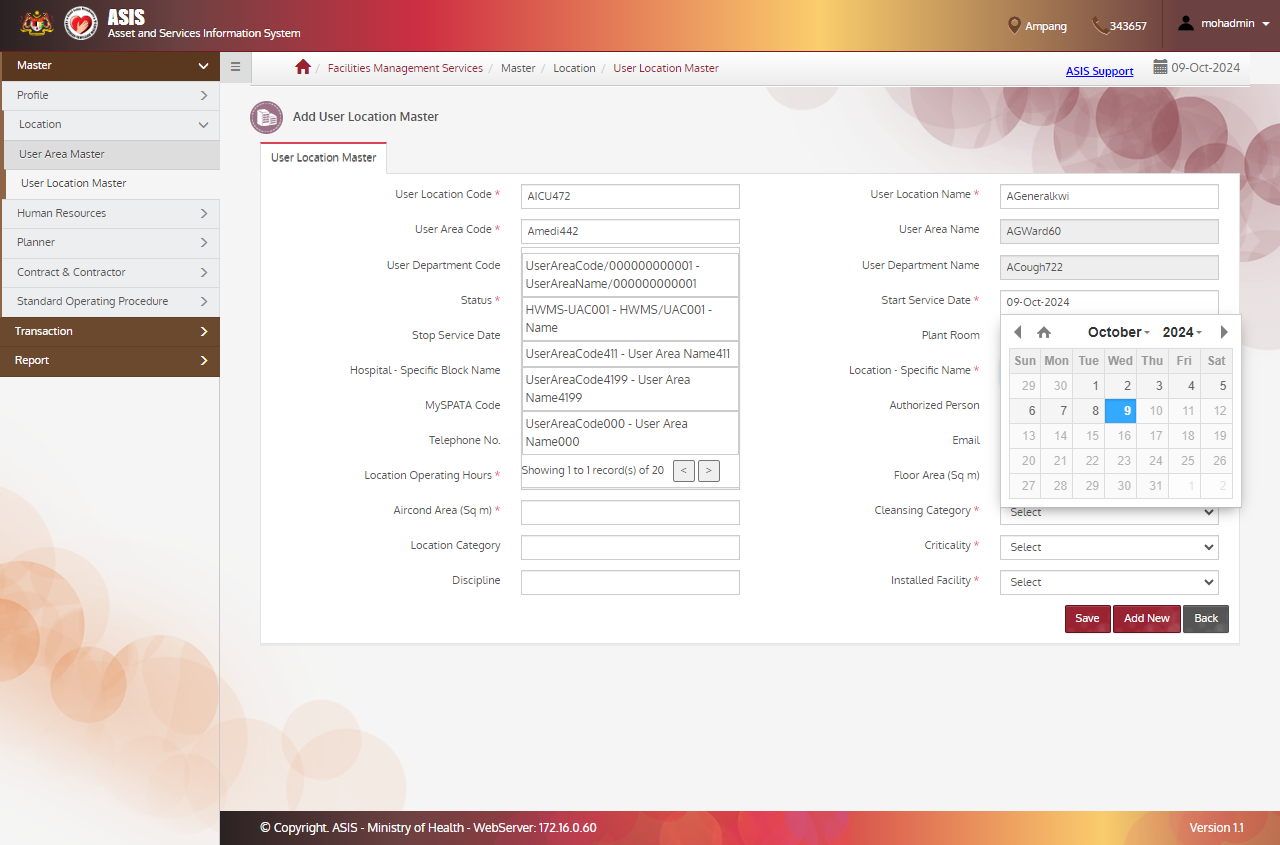 ASIS
Asset and Services Information System
Ampang
343657
mohadmin
Master
Profile
Location
User Area Master
User Location Master
Human Resources
Planner
Contract & Contractor
Standard Operating Procedure
Transaction
Report
/ Facilities Management Services / Master / Location / User Location Master
ASIS Support
09-Oct-2024
Add User Location Master
User Location Master
User Location Code * AICU472
User Location Name * AGeneralkwi
User Area Code * Amedi442
User Area Name AGWard60
User Department Code
User Department Name ACough722
Status *
Start Service Date * 09-Oct-2024
Stop Service Date
Plant Room
Hospital - Specific Block Name
Location - Specific Name *
MySPATA Code
Authorized Person
Telephone No.
Email
Location Operating Hours *
Floor Area (Sq m)
UserAreaCode/000000000001 -
UserAreaName/000000000001
HWMS-UAC001 - HWMS/UAC001 -
Name
UserAreaCode411 - User Area Name411
UserAreaCode4199 - User Area
Name4199
UserAreaCode000 - User Area
Name000
Showing 1 to 1 record(s) of 20 < >
October 2024
Sun Mon Tue Wed Thu Fri Sat
29 30 1 2 3 4 5
6 7 8 9 10 11 12
13 14 15 16 17 18 19
20 21 22 23 24 25 26
27 28 29 30 31 1 2
Aircond Area (Sq m) *
Cleansing Category * Select
Location Category
Criticality * Select
Discipline
Installed Facility * Select
Save Add New Back
© Copyright. ASIS - Ministry of Health - WebServer: 172.16.0.60
Version 1.1